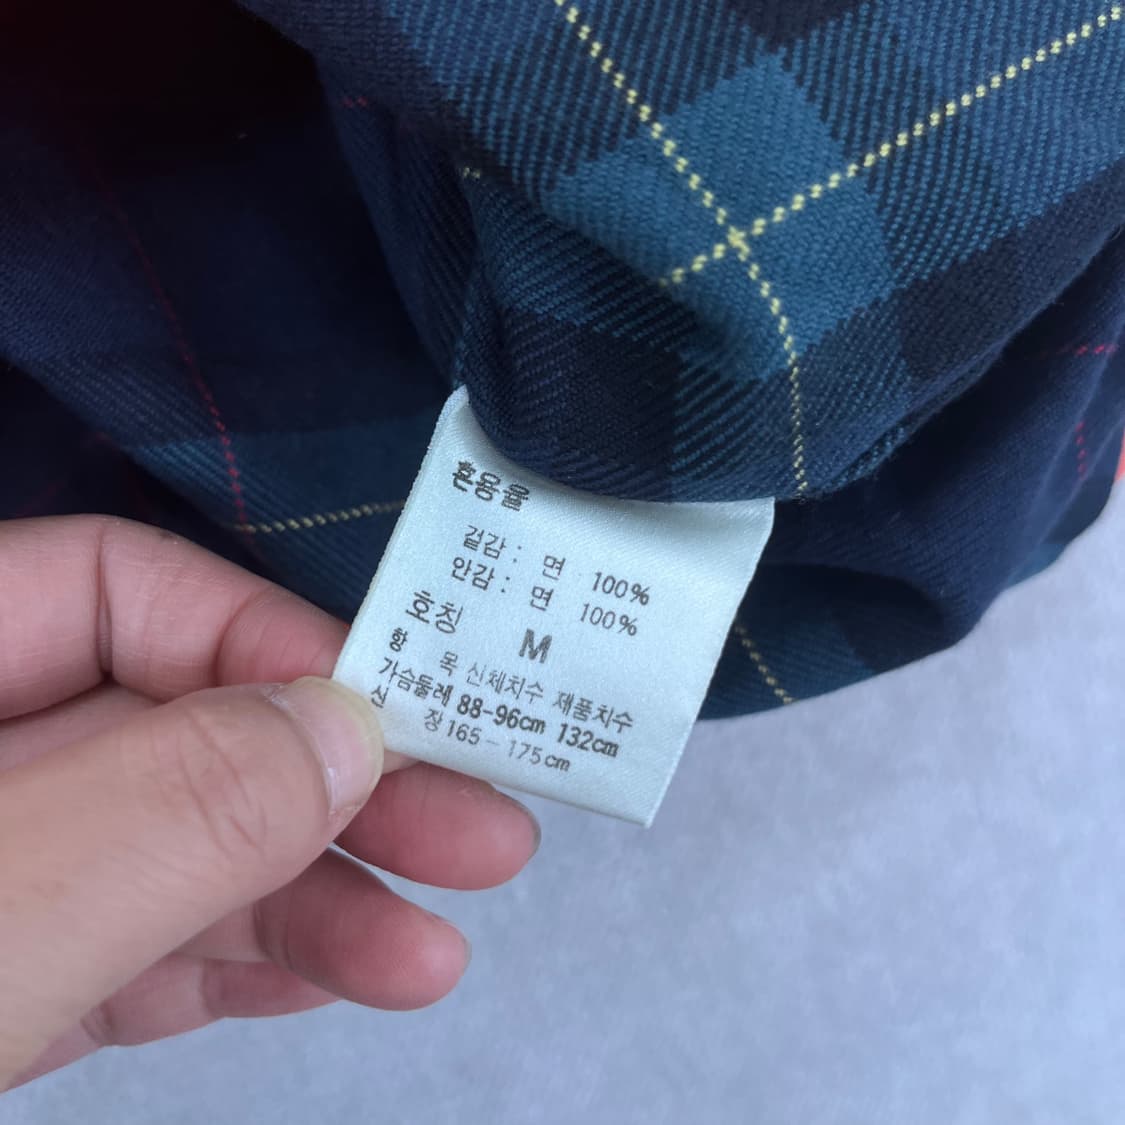 혼용율
겉감 : 면 100%
안감 : 면 100%
호칭 M
항 목 신체치수 제품치수
가슴둘레 88-96cm 132cm
신 장 165-175cm